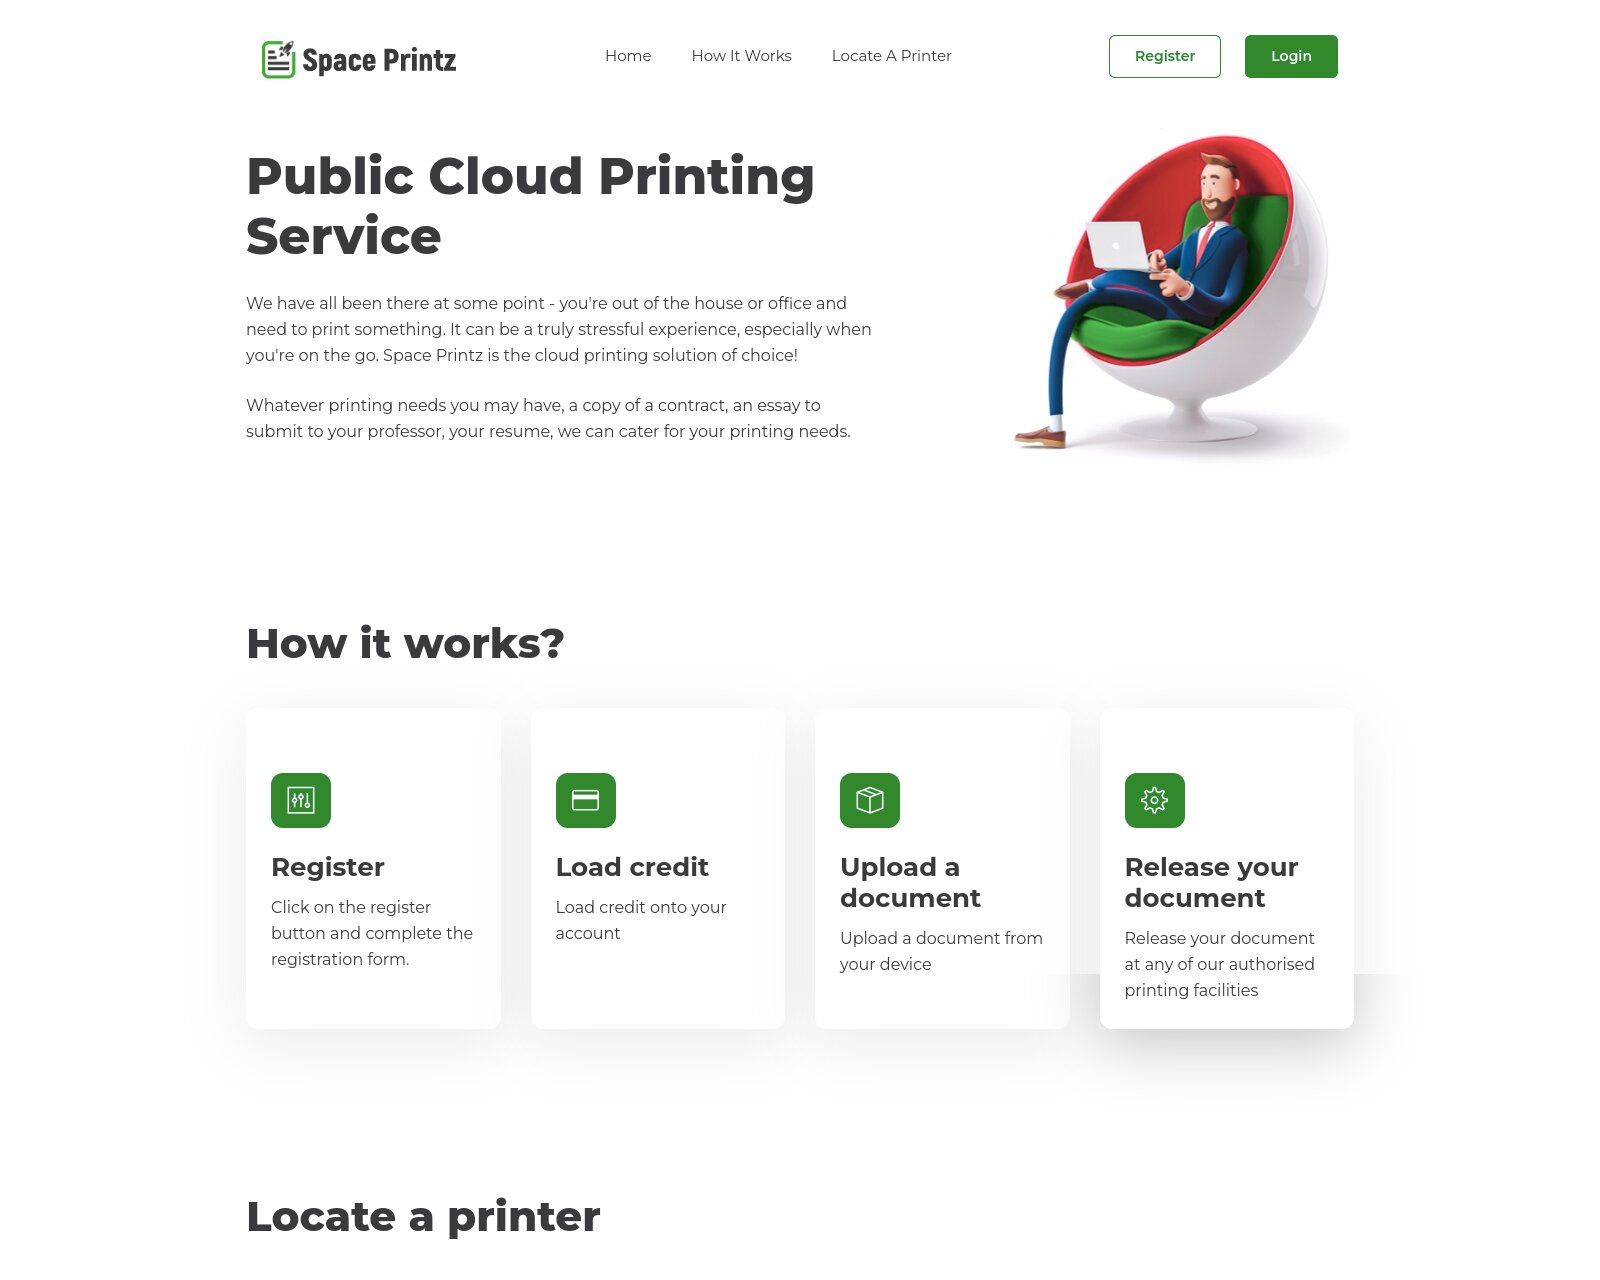 Space Printz
Home
How It Works
Locate A Printer
Register
Login
Public Cloud Printing
Service
We have all been there at some point - you're out of the house or office and
need to print something. It can be a truly stressful experience, especially when
you're on the go. Space Printz is the cloud printing solution of choice!
Whatever printing needs you may have, a copy of a contract, an essay to
submit to your professor, your resume, we can cater for your printing needs.
How it works?
Register
Click on the register
button and complete the
registration form.
Load credit
Load credit onto your
account
Upload a
document
Upload a document from
your device
Release your
document
Release your document
at any of our authorised
printing facilities
Locate a printer